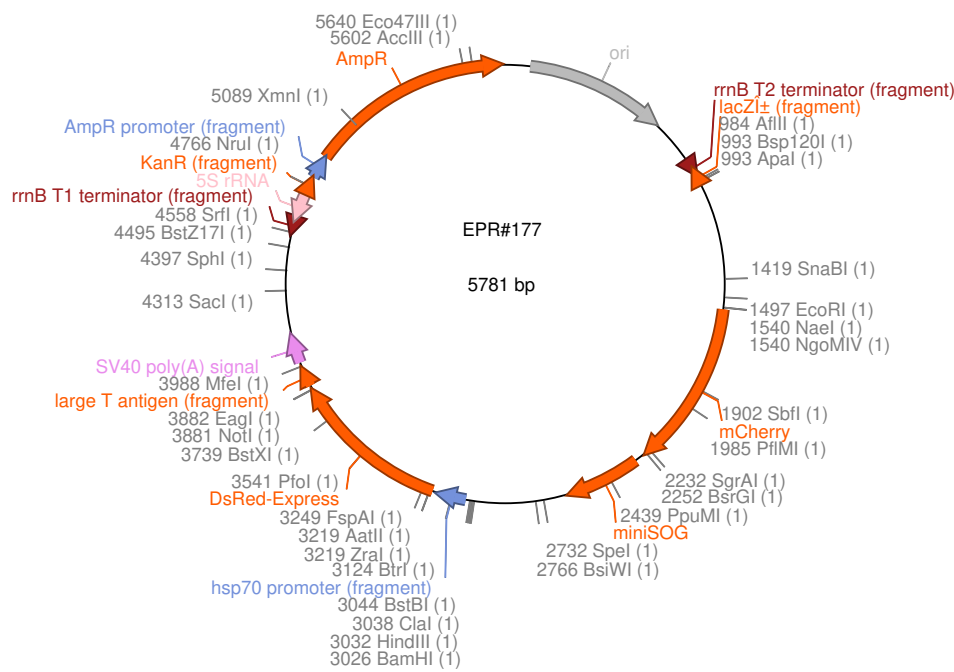 5640 Eco47III (1)
5602 AccIII (1)
AmpR
ori
5089 XmnI (1)
rrnB T2 terminator (fragment)
lacZÎ± (fragment)
984 AflII (1)
993 Bsp120I (1)
993 ApaI (1)
AmpR promoter (fragment)
4766 NruI (1)
KanR (fragment)
5S rRNA
rrnB T1 terminator (fragment)
4558 SrfI (1)
4495 BstZ17I (1)
4397 SphI (1)
4313 SacI (1)
EPR#177
5781 bp
1419 SnaBI (1)
1497 EcoRI (1)
1540 NaeI (1)
1540 NgoMIV (1)
SV40 poly(A) signal
3988 MfeI (1)
large T antigen (fragment)
3882 EagI (1)
3881 NotI (1)
3739 BstXI (1)
3541 PfoI (1)
DsRed-Express
3249 FspAI (1)
3219 AatII (1)
3219 ZraI (1)
3124 BtrI (1)
hsp70 promoter (fragment)
3044 BstBI (1)
3038 ClaI (1)
3032 HindIII (1)
3026 BamHI (1)
1902 SbfI (1)
mCherry
1985 PflMI (1)
2232 SgrAI (1)
2252 BsrGI (1)
2439 PpuMI (1)
miniSOG
2732 SpeI (1)
2766 BsiWI (1)